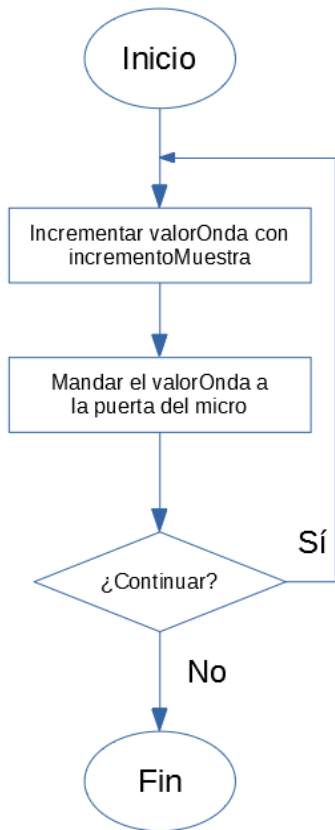 Inicio
Incrementar valorOnda con
incrementoMuestra
Mandar el valorOnda a
la puerta del micro
Sí
¿Continuar?
No
Fin